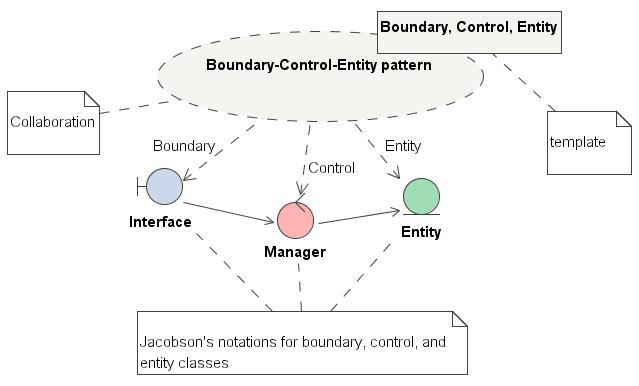 Boundary, Control, Entity
Boundary-Control-Entity pattern
Collaboration
template
Boundary
Entity
Control
Interface
Manager
Entity
Jacobson's notations for boundary, control, and
entity classes